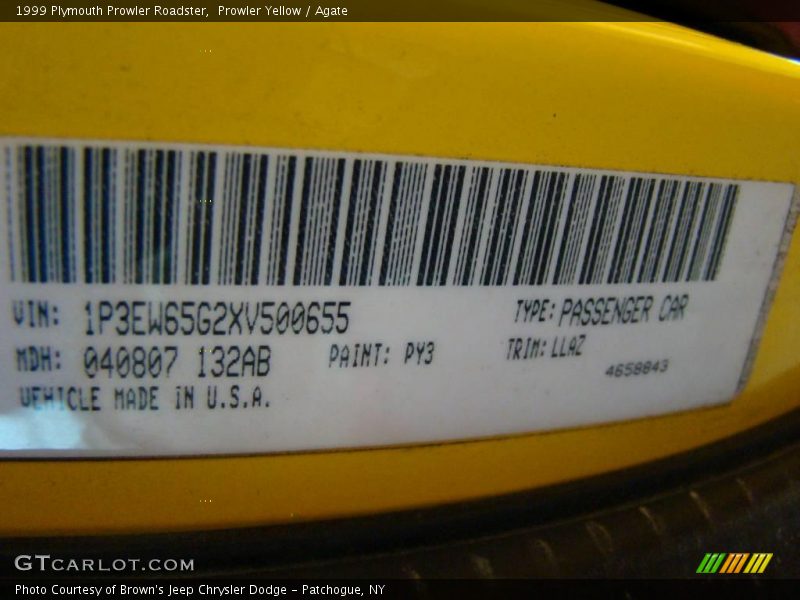 1999 Plymouth Prowler Roadster,  Prowler Yellow / Agate
VIN: 1P3EW65G2XV500655 TYPE: PASSENGER CAR
MDH: 040807 132AB PAINT: PY3 TRIM: LLAZ
4658843
VEHICLE MADE IN U.S.A.
GTCARLOT.COM
Photo Courtesy of Brown's Jeep Chrysler Dodge - Patchogue, NY